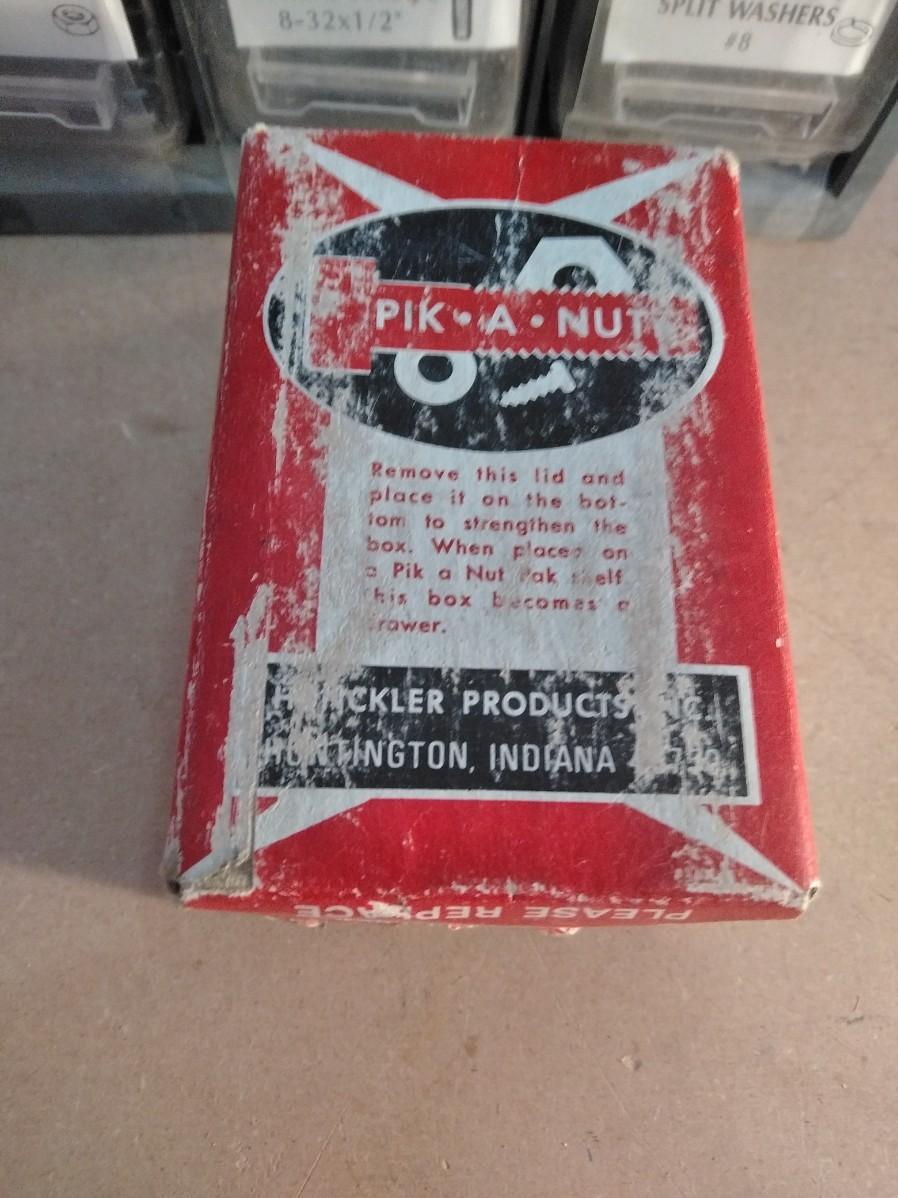 8-32x1/2"
SPLIT WASHERS
#8
PIK·A·NUT
Remove this lid and
place it on the bot-
tom to strengthen the
box. When placed on
a Pik a Nut Pak shelf
this box becomes a
drawer.
PRODUCTS
HUNTINGTON, INDIANA
PLEASE REPLACE